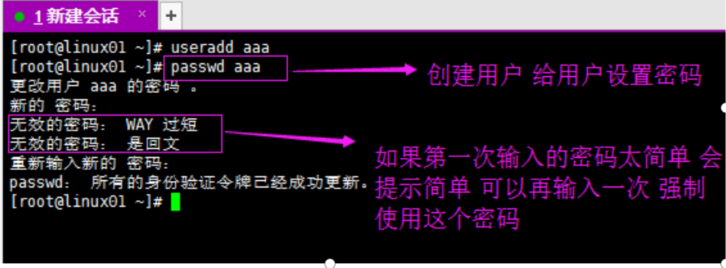 1 新建会话 × +
[root@linux01 ~]# useradd aaa
[root@linux01 ~]# passwd aaa
更改用户 aaa 的密码 。
新的 密码：
无效的密码： WAY 过短
无效的密码： 是回文
重新输入新的 密码：
passwd： 所有的身份验证令牌已经成功更新。
[root@linux01 ~]#
创建用户 给用户设置密码
如果第一次输入的密码太简单 会
提示简单 可以再输入一次 强制
使用这个密码